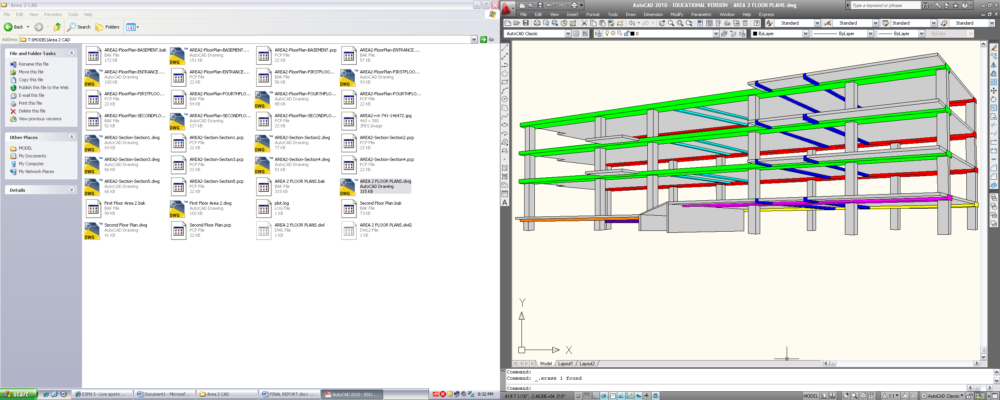 Area 2 CAD
File Edit View Favorites Tools Help
Back Search Folders
Address T:\MODEL\Area 2 CAD Go
File and Folder Tasks
Rename this file
Move this file
Copy this file
Publish this file to the Web
E-mail this file
Print this file
Delete this file
View previous versions
Other Places
MODEL
My Documents
My Computer
My Network Places
Details
AREA2-FloorPlan-BASEMENT.bak
BAK File
172 KB
AREA2-FloorPlan-BASEMENT....
AutoCAD Drawing
151 KB
AREA2-FloorPlan-BASEMENT.pcp
PCP File
22 KB
AREA2-FloorPlan-ENTRANCE....
BAK File
57 KB
AREA2-FloorPlan-ENTRANCE....
AutoCAD Drawing
100 KB
AREA2-FloorPlan-ENTRANCE....
PCP File
22 KB
AREA2-FloorPlan-FIRSTFLOO...
BAK File
56 KB
AREA2-FloorPlan-FIRSTFLOO...
AutoCAD Drawing
93 KB
AREA2-FloorPlan-FIRSTFLOO...
PCP File
22 KB
AREA2-FloorPlan-FOURTHFLO...
BAK File
54 KB
AREA2-FloorPlan-FOURTHFLO...
AutoCAD Drawing
88 KB
AREA2-FloorPlan-FOURTHFLO...
PCP File
22 KB
AREA2-FloorPlan-SECONDFLO...
BAK File
52 KB
AREA2-FloorPlan-SECONDFLO...
AutoCAD Drawing
127 KB
AREA2-FloorPlan-SECONDFLO...
PCP File
22 KB
AREA2-rvt-741-146472.jpg
460 x 380
JPEG Image
AREA2-Section-Section1.dwg
AutoCAD Drawing
43 KB
AREA2-Section-Section1.pcp
PCP File
22 KB
AREA2-Section-Section2.dwg
AutoCAD Drawing
77 KB
AREA2-Section-Section2.pcp
PCP File
22 KB
AREA2-Section-Section3.dwg
AutoCAD Drawing
56 KB
AREA2-Section-Section3.pcp
PCP File
22 KB
AREA2-Section-Section4.dwg
AutoCAD Drawing
51 KB
AREA2-Section-Section4.pcp
PCP File
22 KB
AREA2-Section-Section5.dwg
AutoCAD Drawing
66 KB
AREA2-Section-Section5.pcp
PCP File
22 KB
AREA 2 FLOOR PLANS.bak
BAK File
315 KB
AREA 2 FLOOR PLANS.dwg
AutoCAD Drawing
315 KB
First Floor Area 2.bak
BAK File
99 KB
First Floor Area 2.dwg
AutoCAD Drawing
102 KB
plot.log
LOG File
1 KB
Second Floor Plan.bak
BAK File
73 KB
Second Floor Plan.dwg
AutoCAD Drawing
41 KB
Second Floor Plan.pcp
PCP File
22 KB
AREA 2 FLOOR PLANS.dwl
DWL File
1 KB
AREA 2 FLOOR PLANS.dwl2
DWL2 File
1 KB
AutoCAD 2010 - EDUCATIONAL VERSION AREA 2 FLOOR PLANS.dwg
Type a keyword or phrase
File Edit View Insert Format Tools Draw Dimension Modify Parametric Window Help Express
Standard Standard Standard Standard
AutoCAD Classic 0 ByLayer ByLayer ByLayer ByColor
A
Y
X
Model Layout1 Layout2
Command:
Command: _.erase 1 found
Command:
419'-7 1/16", -2.4630E+04, 0'-0" MODEL 1:1 AutoCAD Classic
start ESPN 3 - Live sports ... Document1 - Microsof... Area 2 CAD FINAL REPORT.docx ... AutoCAD 2010 - EDU... ATI 8:32 PM